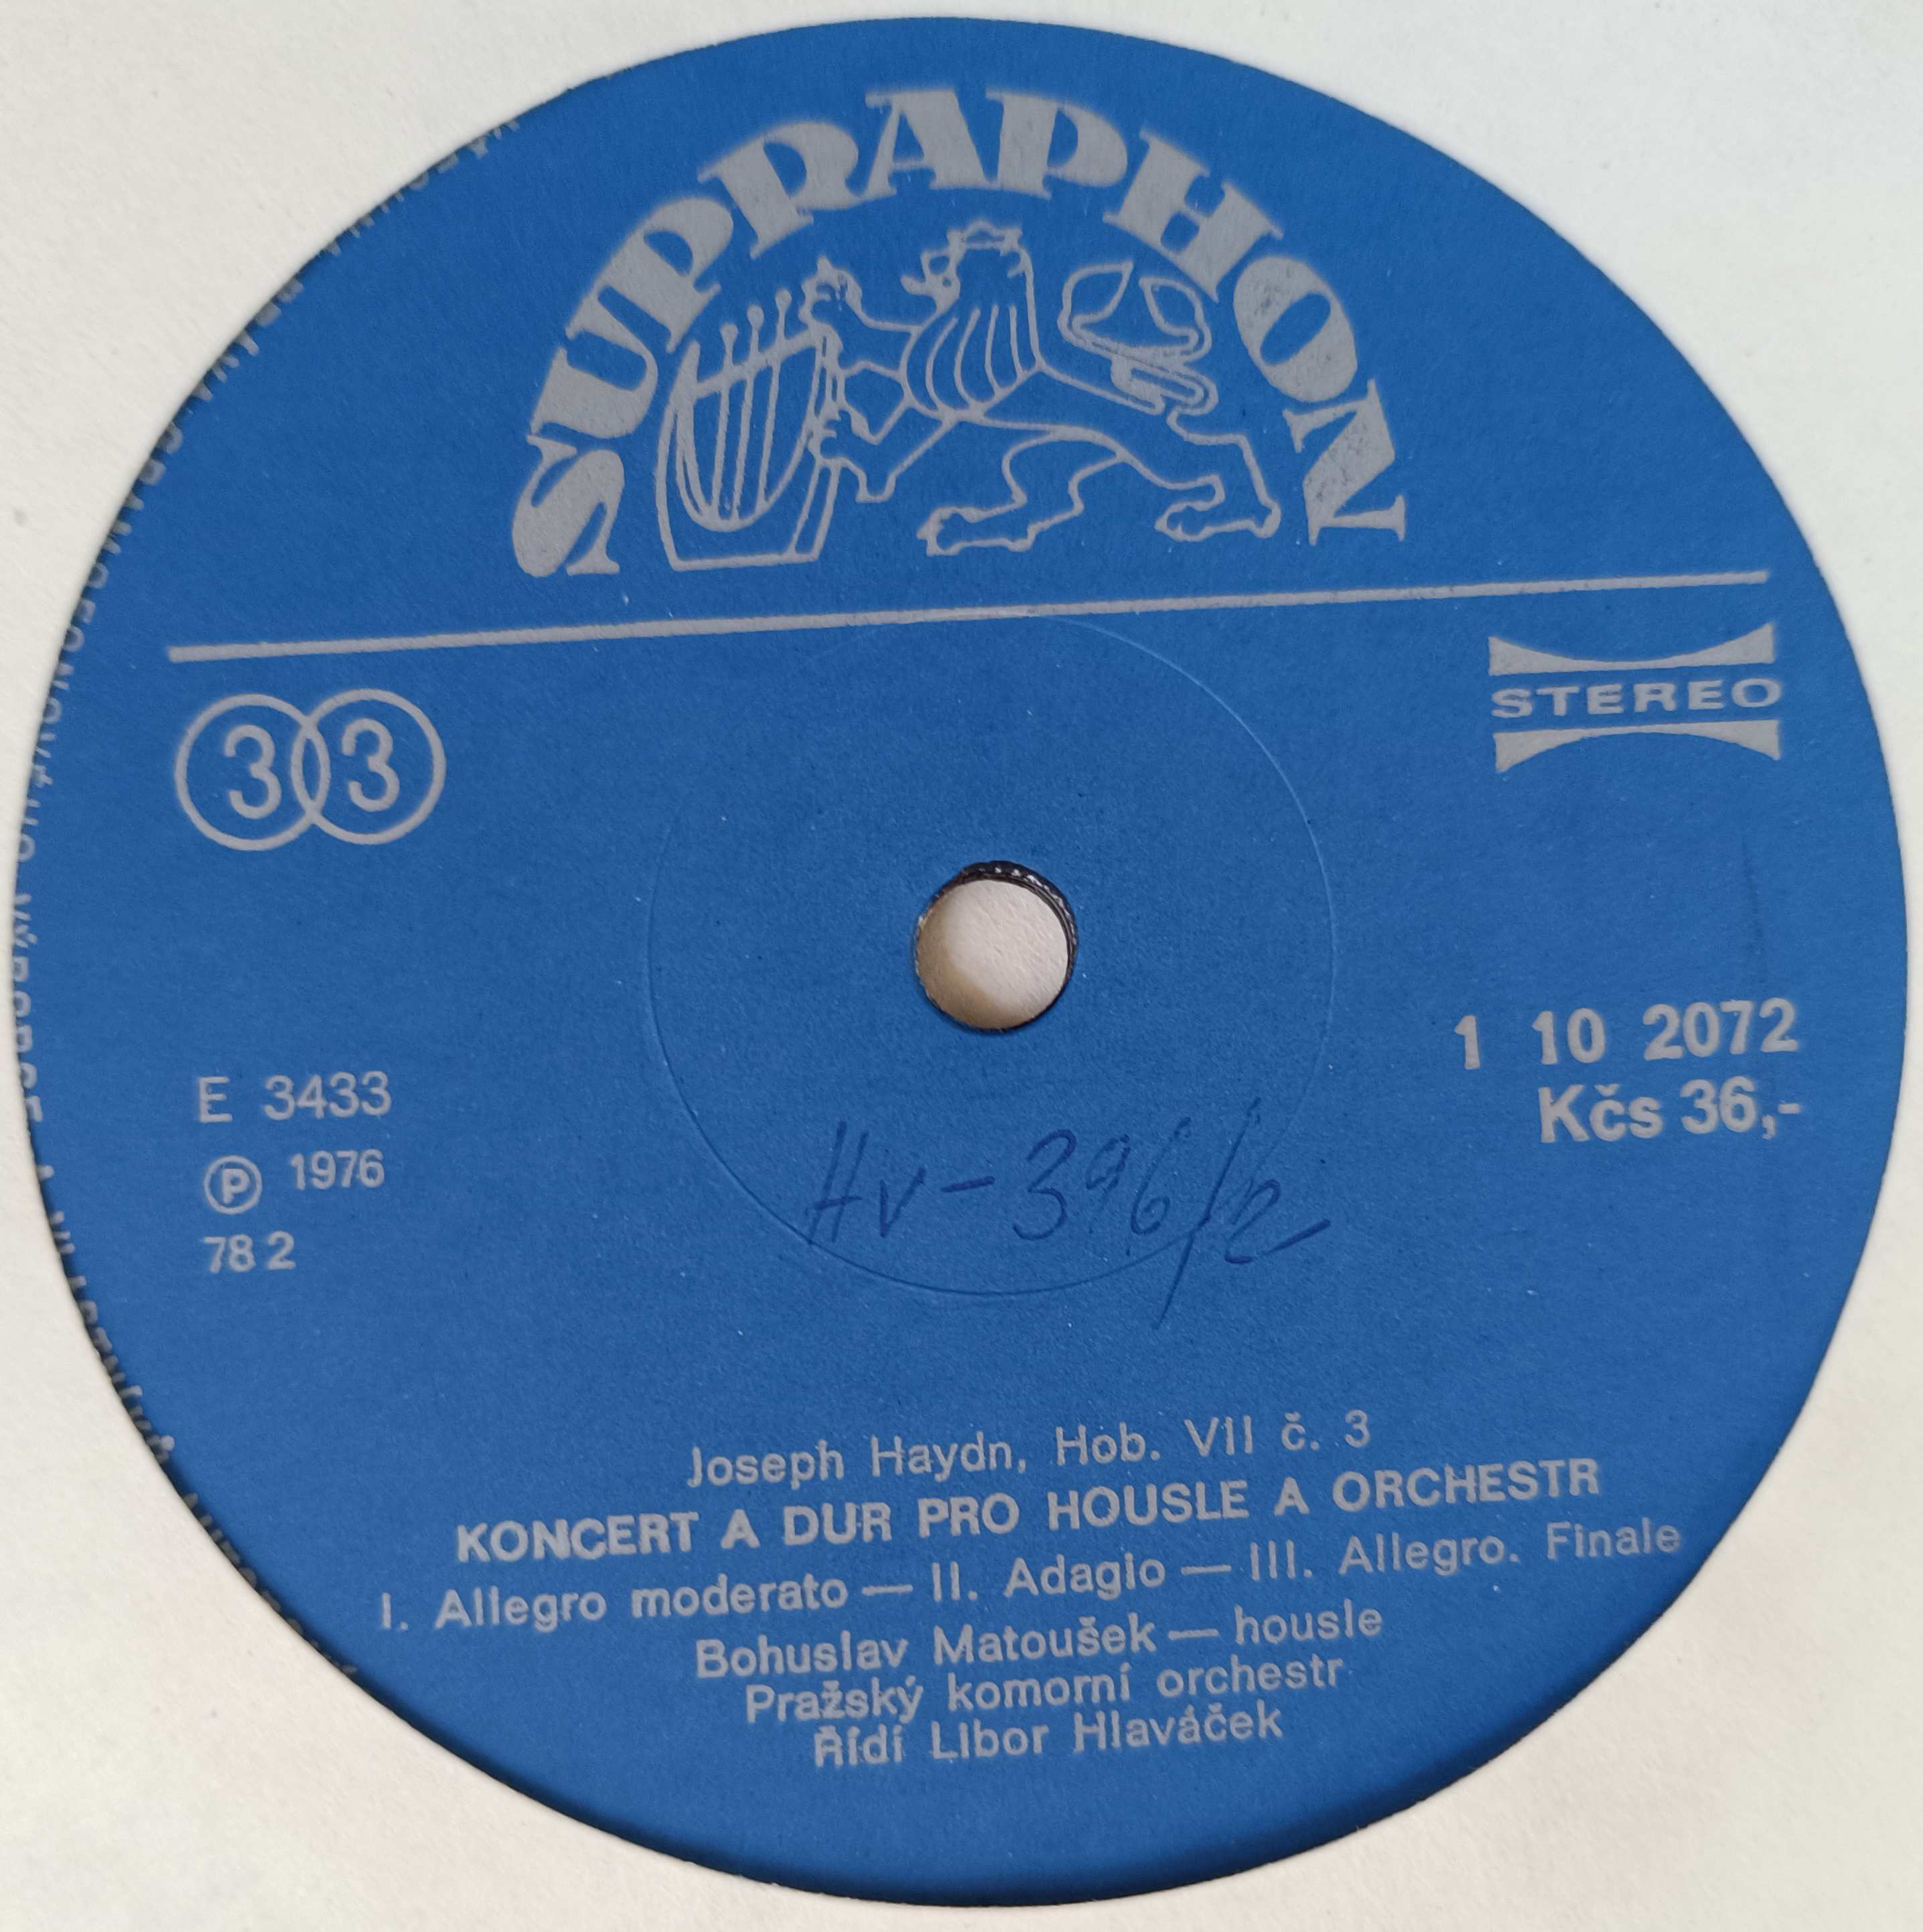 SUPRAPHON
33
STEREO
1 10 2072
Kčs 36,-
E 3433
Ⓟ 1976
78 2
Hv-396/2
Joseph Haydn, Hob. VII č. 3
KONCERT A DUR PRO HOUSLE A ORCHESTR
I. Allegro moderato — II. Adagio — III. Allegro. Finale
Bohuslav Matoušek — housle
Pražský komorní orchestr
Řídí Libor Hlaváček